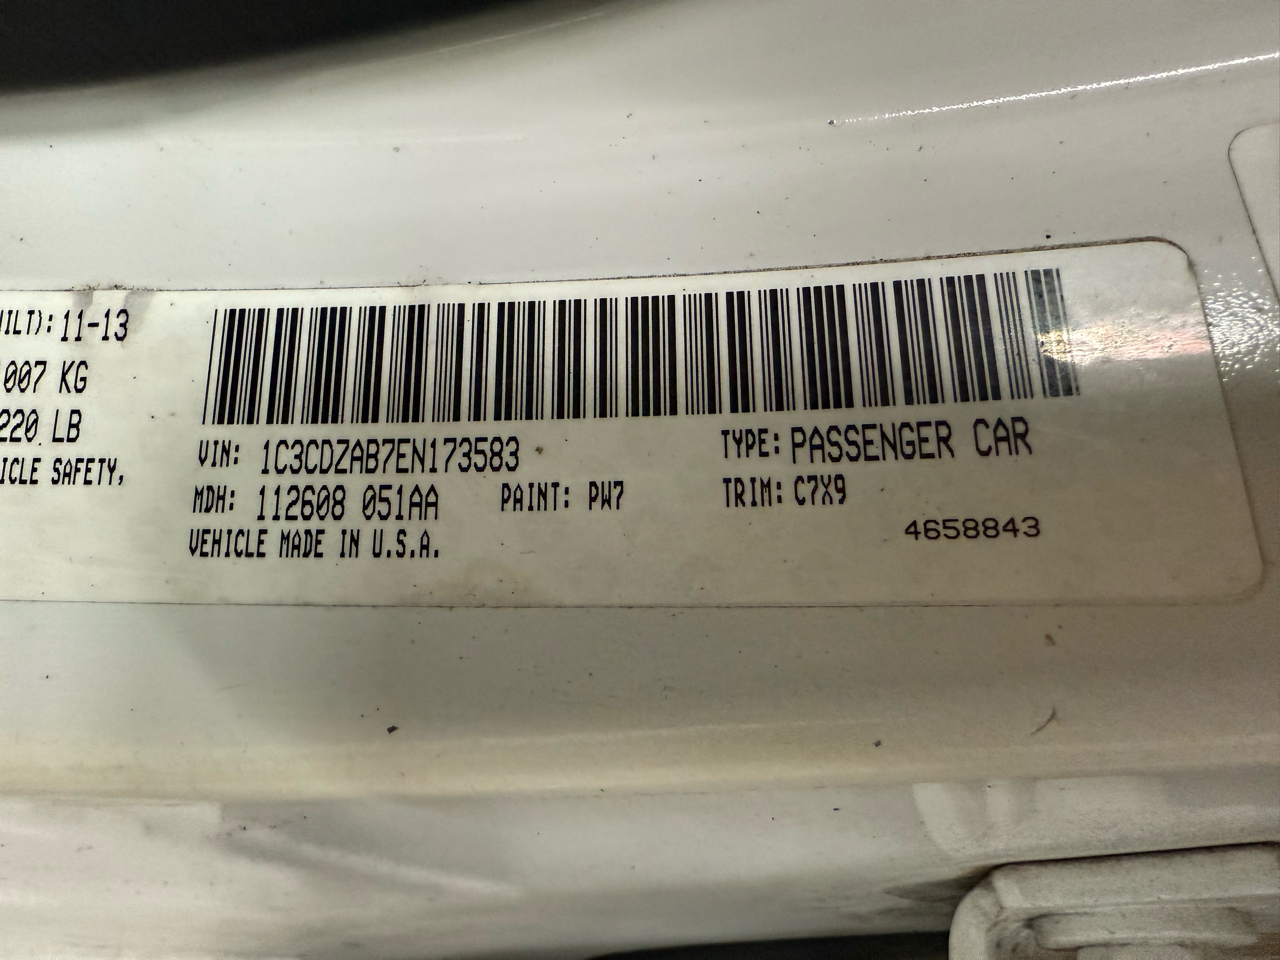 UILT): 11-13
007 KG
220 LB
ICLE SAFETY,
VIN: 1C3CDZAB7EN173583 TYPE: PASSENGER CAR
MDH: 112608 051AA PAINT: PW7 TRIM: C7X9
VEHICLE MADE IN U.S.A. 4658843